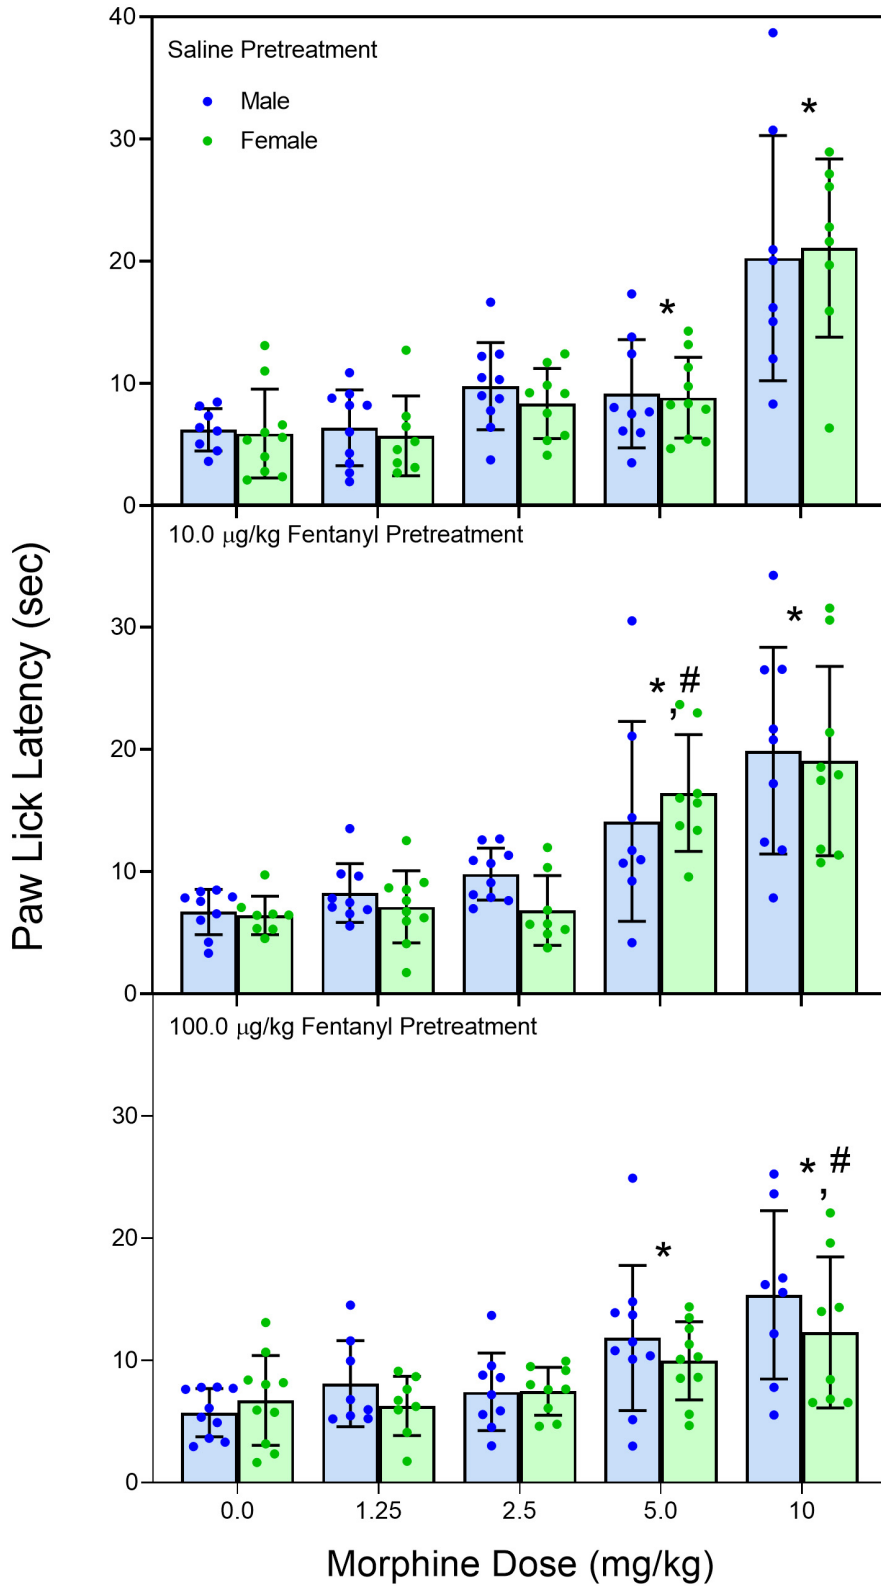 40
Saline Pretreatment
Male
Female
30
*
20
*
10
0
10.0 µg/kg Fentanyl Pretreatment
30
*
*,#
20
10
0
100.0 µg/kg Fentanyl Pretreatment
30
*,#
20
*
10
0
0.0 1.25 2.5 5.0 10
Morphine Dose (mg/kg)
Paw Lick Latency (sec)